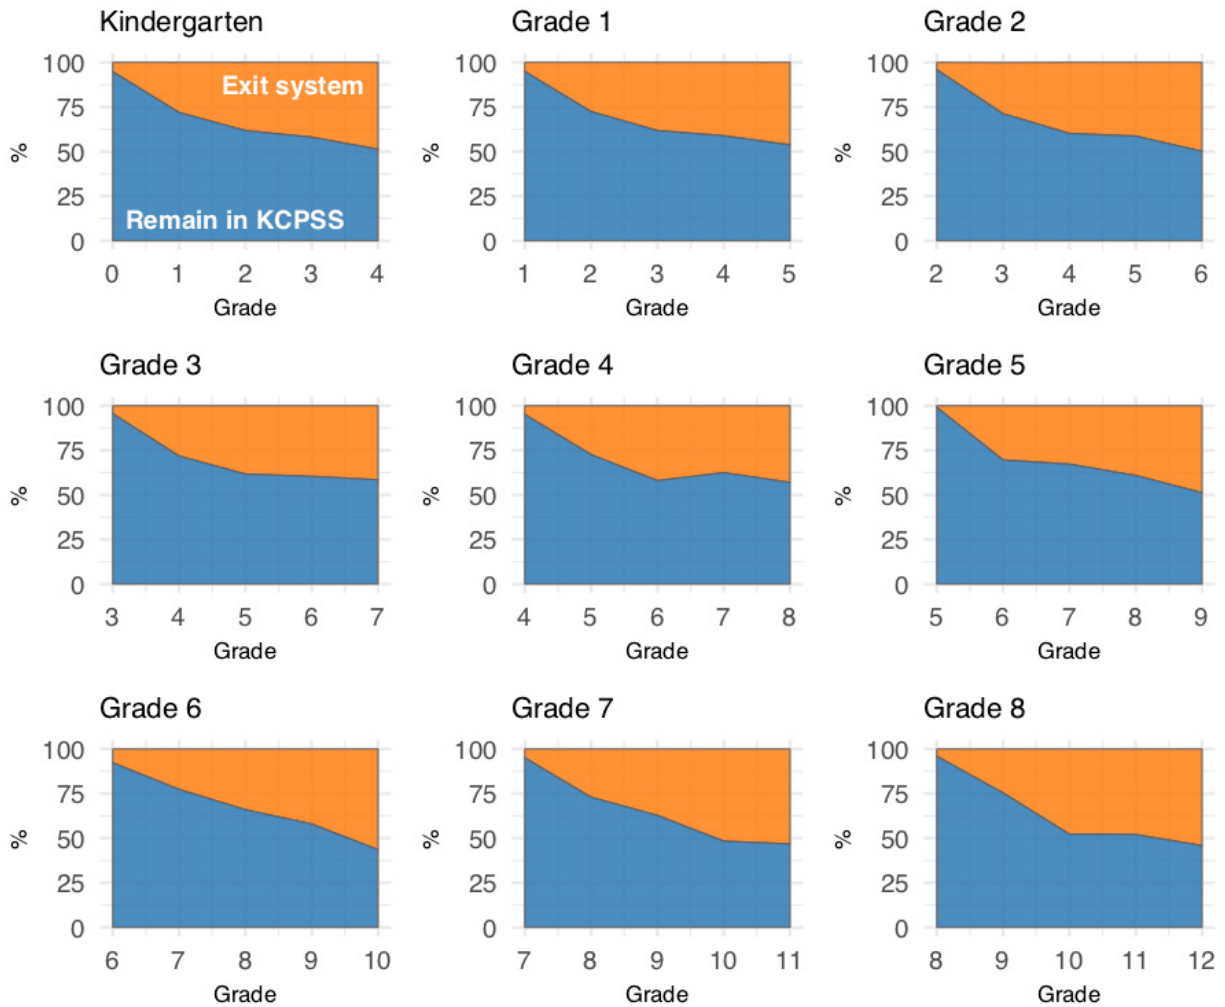 Kindergarten
Grade 1
Grade 2
100
75
50
25
0
%
Exit system
Remain in KCPSS
0 1 2 3 4
Grade
100
75
50
25
0
%
1 2 3 4 5
Grade
100
75
50
25
0
%
2 3 4 5 6
Grade
Grade 3
Grade 4
Grade 5
100
75
50
25
0
%
3 4 5 6 7
Grade
100
75
50
25
0
%
4 5 6 7 8
Grade
100
75
50
25
0
%
5 6 7 8 9
Grade
Grade 6
Grade 7
Grade 8
100
75
50
25
0
%
6 7 8 9 10
Grade
100
75
50
25
0
%
7 8 9 10 11
Grade
100
75
50
25
0
%
8 9 10 11 12
Grade